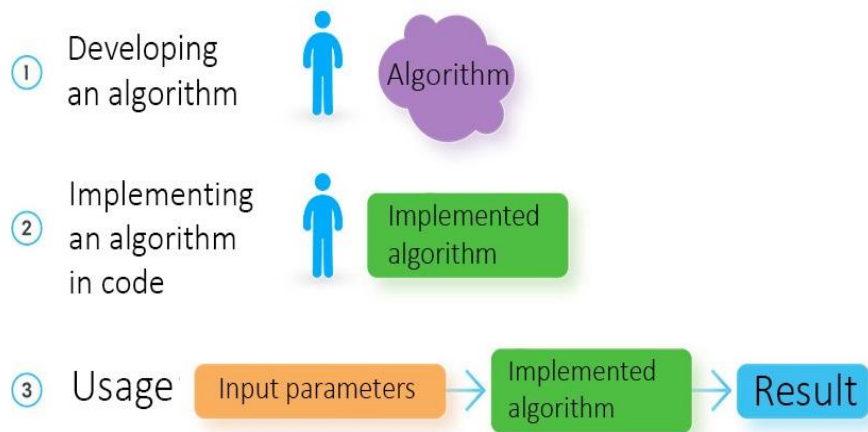 1
Developing
an algorithm
Algorithm
2
Implementing
an algorithm
in code
Implemented
algorithm
3
Usage
Input parameters
Implemented
algorithm
Result